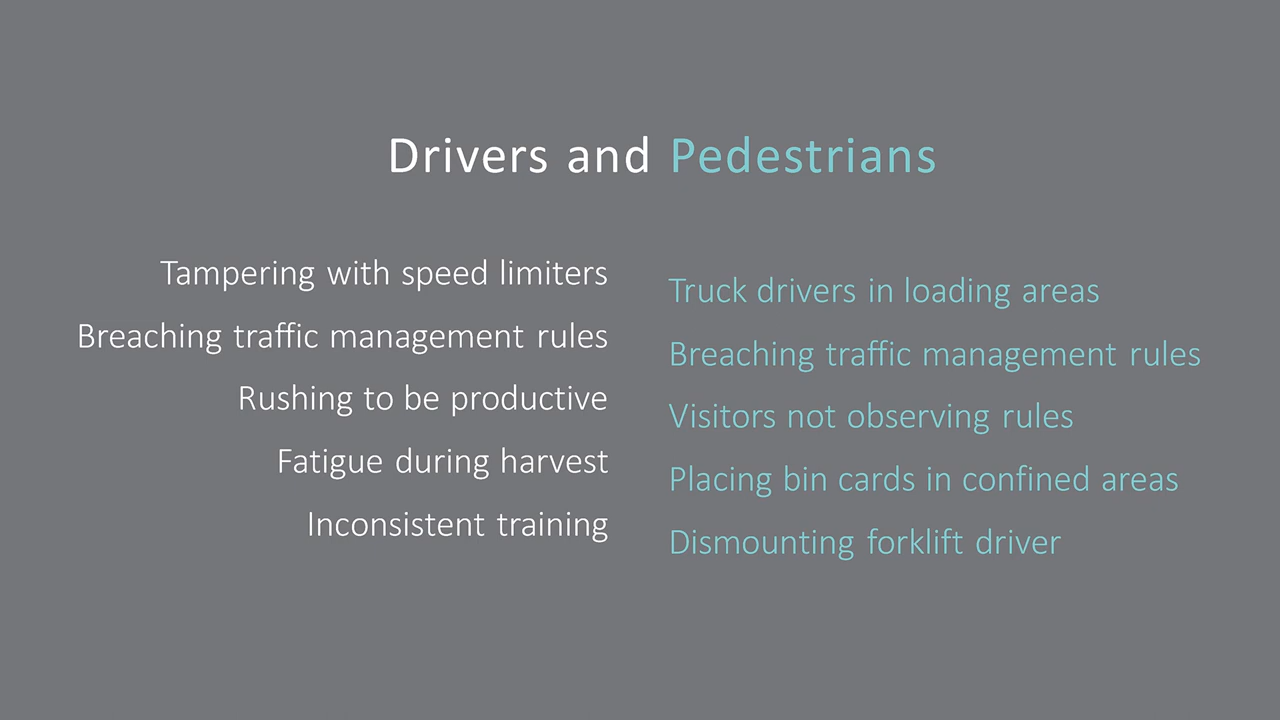 Drivers and Pedestrians
Tampering with speed limiters
Breaching traffic management rules
Rushing to be productive
Fatigue during harvest
Inconsistent training
Truck drivers in loading areas
Breaching traffic management rules
Visitors not observing rules
Placing bin cards in confined areas
Dismounting forklift driver